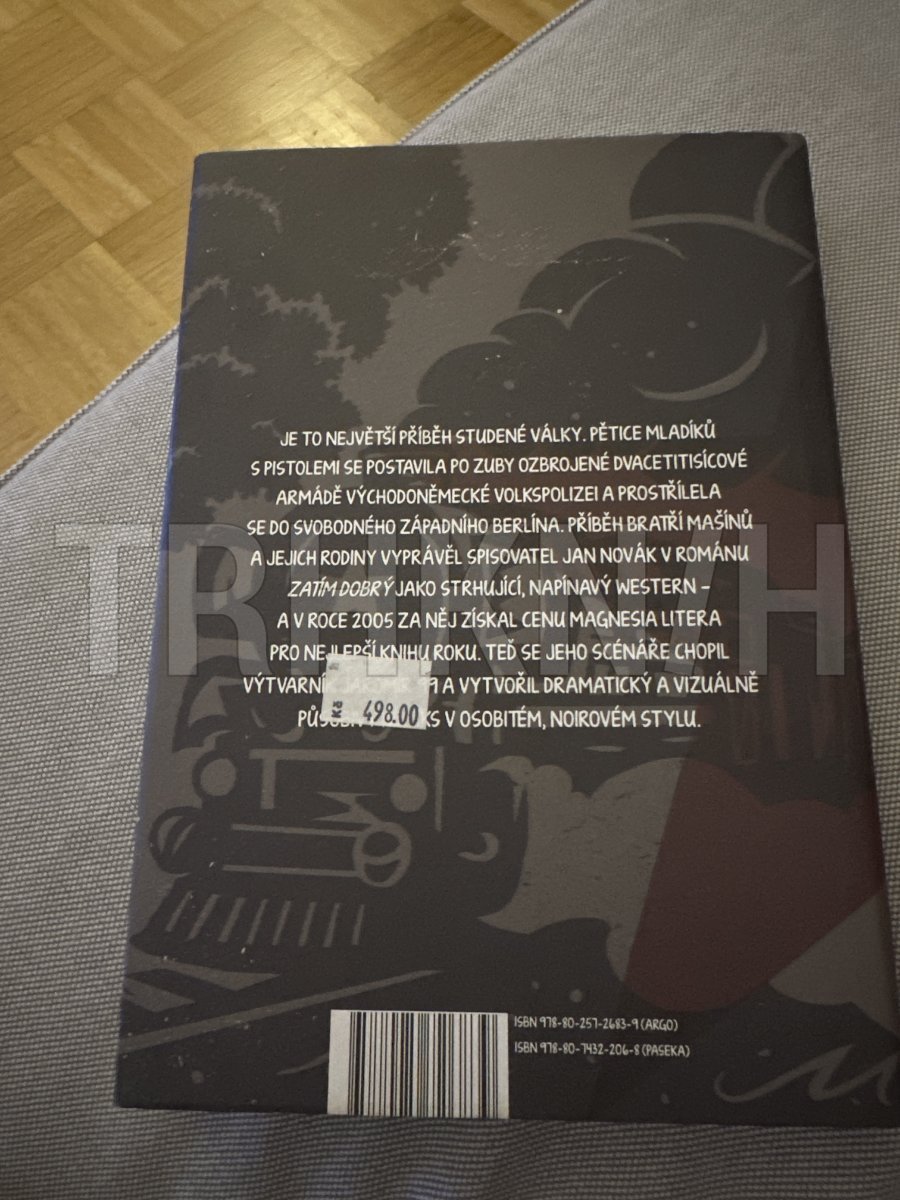 JE TO NEJVĚTŠÍ PŘÍBĚH STUDENÉ VÁLKY. PĚTICE MLADÍKŮ
S PISTOLEMI SE POSTAVILA PO ZUBY OZBROJENÉ DVACETITISÍCOVÉ
ARMÁDĚ VÝCHODONĚMECKÉ VOLKSPOLIZEI A PROSTŘÍLELA
SE DO SVOBODNÉHO ZÁPADNÍHO BERLÍNA. PŘÍBĚH BRATŘÍ MAŠÍNŮ
A JEJICH RODINY VYPRÁVĚL SPISOVATEL JAN NOVÁK V ROMÁNU
ZATÍM DOBRÝ JAKO STRHUJÍCÍ, NAPÍNAVÝ WESTERN –
A V ROCE 2005 ZA NĚJ ZÍSKAL CENU MAGNESIA LITERA
PRO NEJLEPŠÍ KNIHU ROKU. TEĎ SE JEHO SCÉNÁŘE CHOPIL
VÝTVARNÍK 99 A VYTVOŘIL DRAMATICKÝ A VIZUÁLNĚ
V OSOBITÉM, NOIROVÉM STYLU.
Kč 498.00
TRHKNIH
ISBN 978-80-257-2683-9 (ARGO)
ISBN 978-80-7432-206-8 (PASEKA)